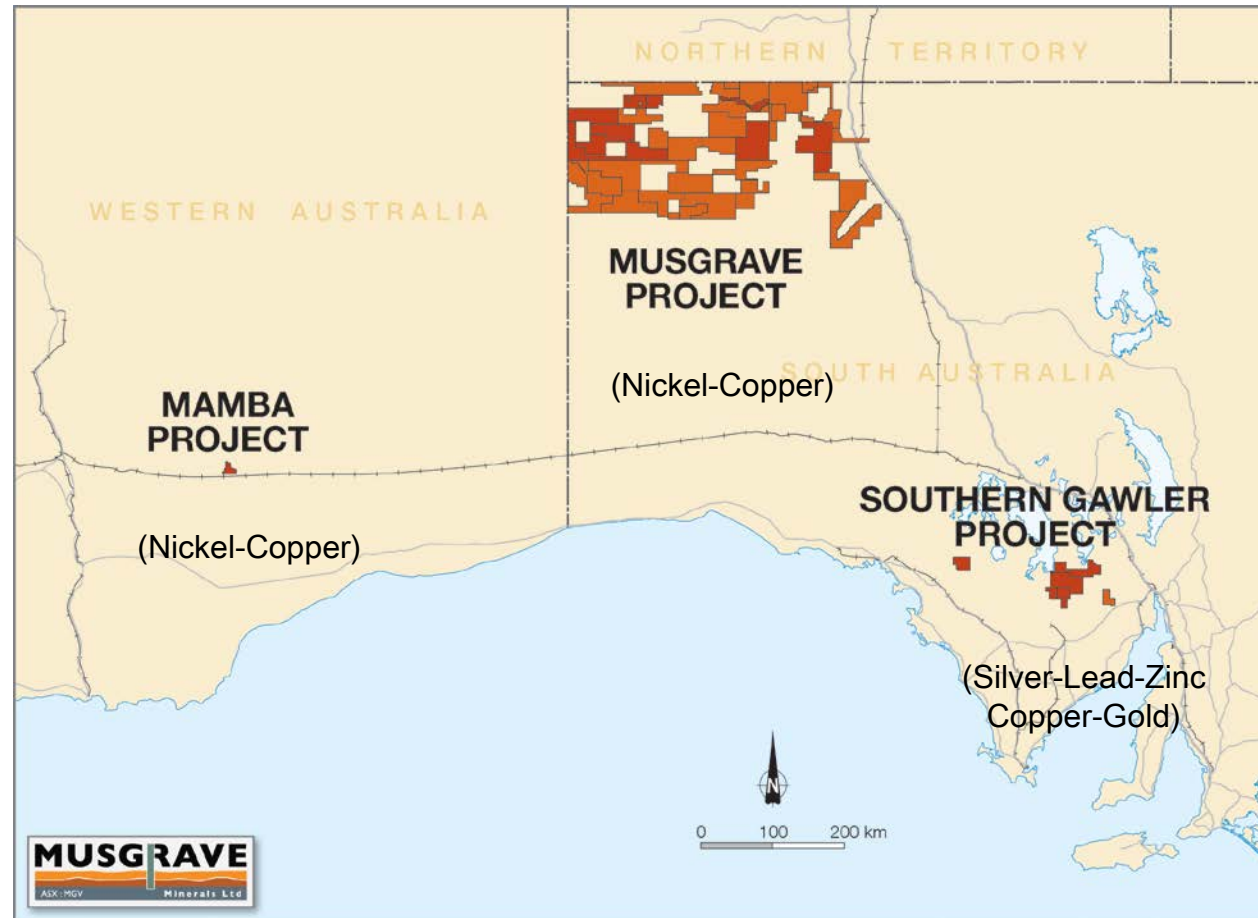 NORTHERN TERRITORY
WESTERN AUSTRALIA
MUSGRAVE
PROJECT
(Nickel-Copper)
SOUTH AUSTRALIA
MAMBA
PROJECT
(Nickel-Copper)
SOUTHERN GAWLER
PROJECT
(Silver-Lead-Zinc
Copper-Gold)
N
0 100 200 km
MUSGRAVE
ASX : MGV Minerals Ltd